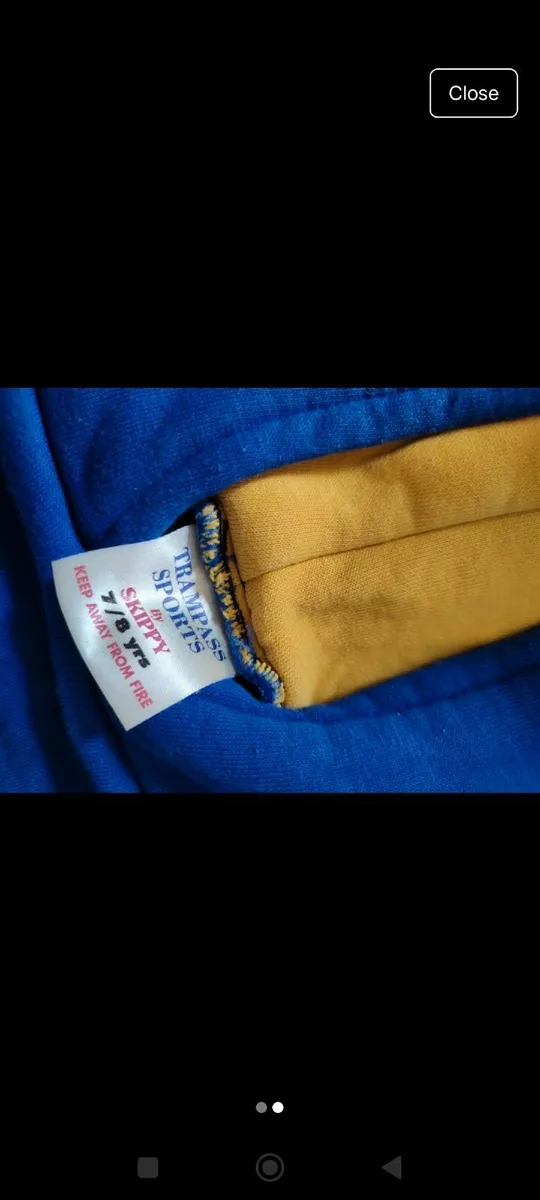 Close
TRAMPASS
SPORTS
By
SKIPPY
7/8 yrs
KEEP AWAY FROM FIRE